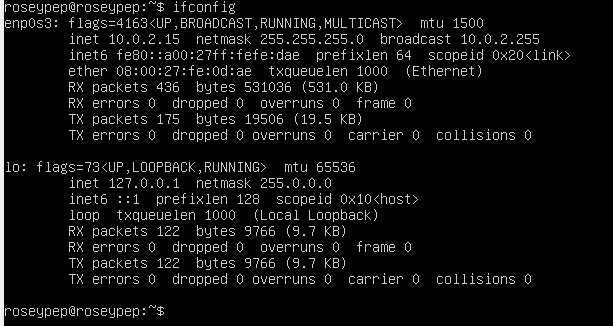 roseypep@roseypep:~$ ifconfig
enp0s3: flags=4163<UP,BROADCAST,RUNNING,MULTICAST>  mtu 1500
        inet 10.0.2.15  netmask 255.255.255.0  broadcast 10.0.2.255
        inet6 fe80::a00:27ff:fefe:dae  prefixlen 64  scopeid 0x20<link>
        ether 08:00:27:fe:0d:ae  txqueuelen 1000  (Ethernet)
        RX packets 436  bytes 531036 (531.0 KB)
        RX errors 0  dropped 0  overruns 0  frame 0
        TX packets 175  bytes 19506 (19.5 KB)
        TX errors 0  dropped 0 overruns 0  carrier 0  collisions 0
lo: flags=73<UP,LOOPBACK,RUNNING>  mtu 65536
        inet 127.0.0.1  netmask 255.0.0.0
        inet6 ::1  prefixlen 128  scopeid 0x10<host>
        loop  txqueuelen 1000  (Local Loopback)
        RX packets 122  bytes 9766 (9.7 KB)
        RX errors 0  dropped 0  overruns 0  frame 0
        TX packets 122  bytes 9766 (9.7 KB)
        TX errors 0  dropped 0 overruns 0  carrier 0  collisions 0
roseypep@roseypep:~$